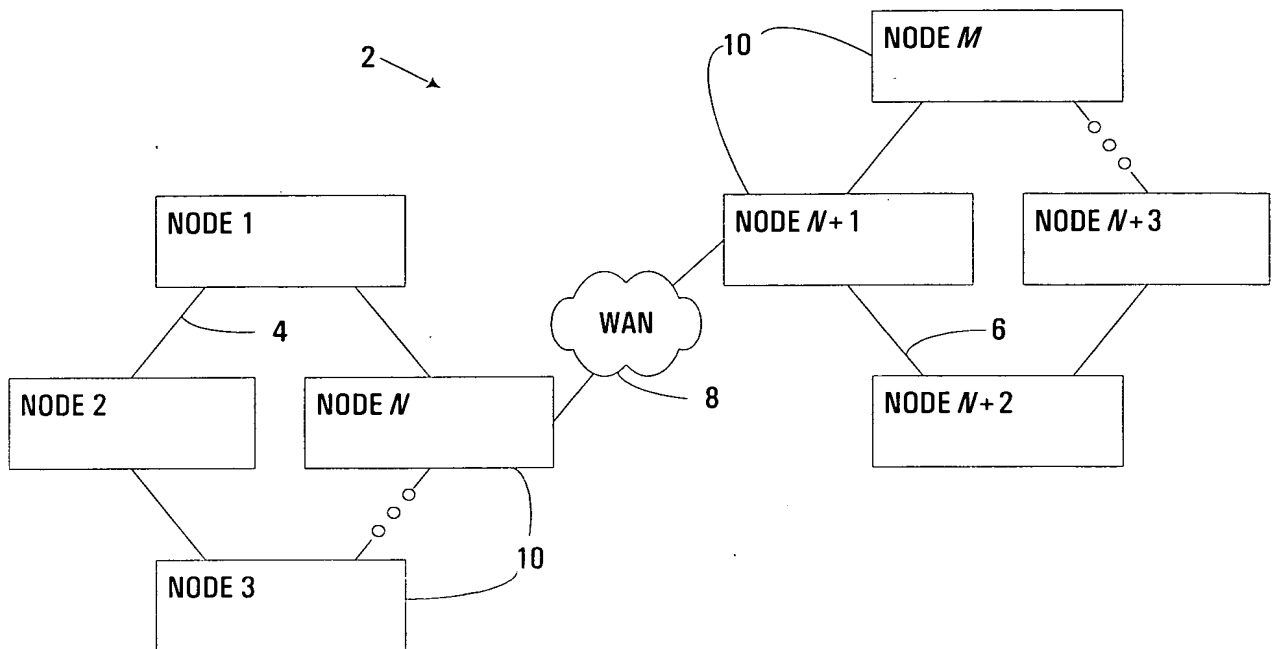 NODE M
10
2
NODE 1
NODE N+1
NODE N+3
4
WAN
6
8
NODE 2
NODE N
NODE N+2
10
NODE 3